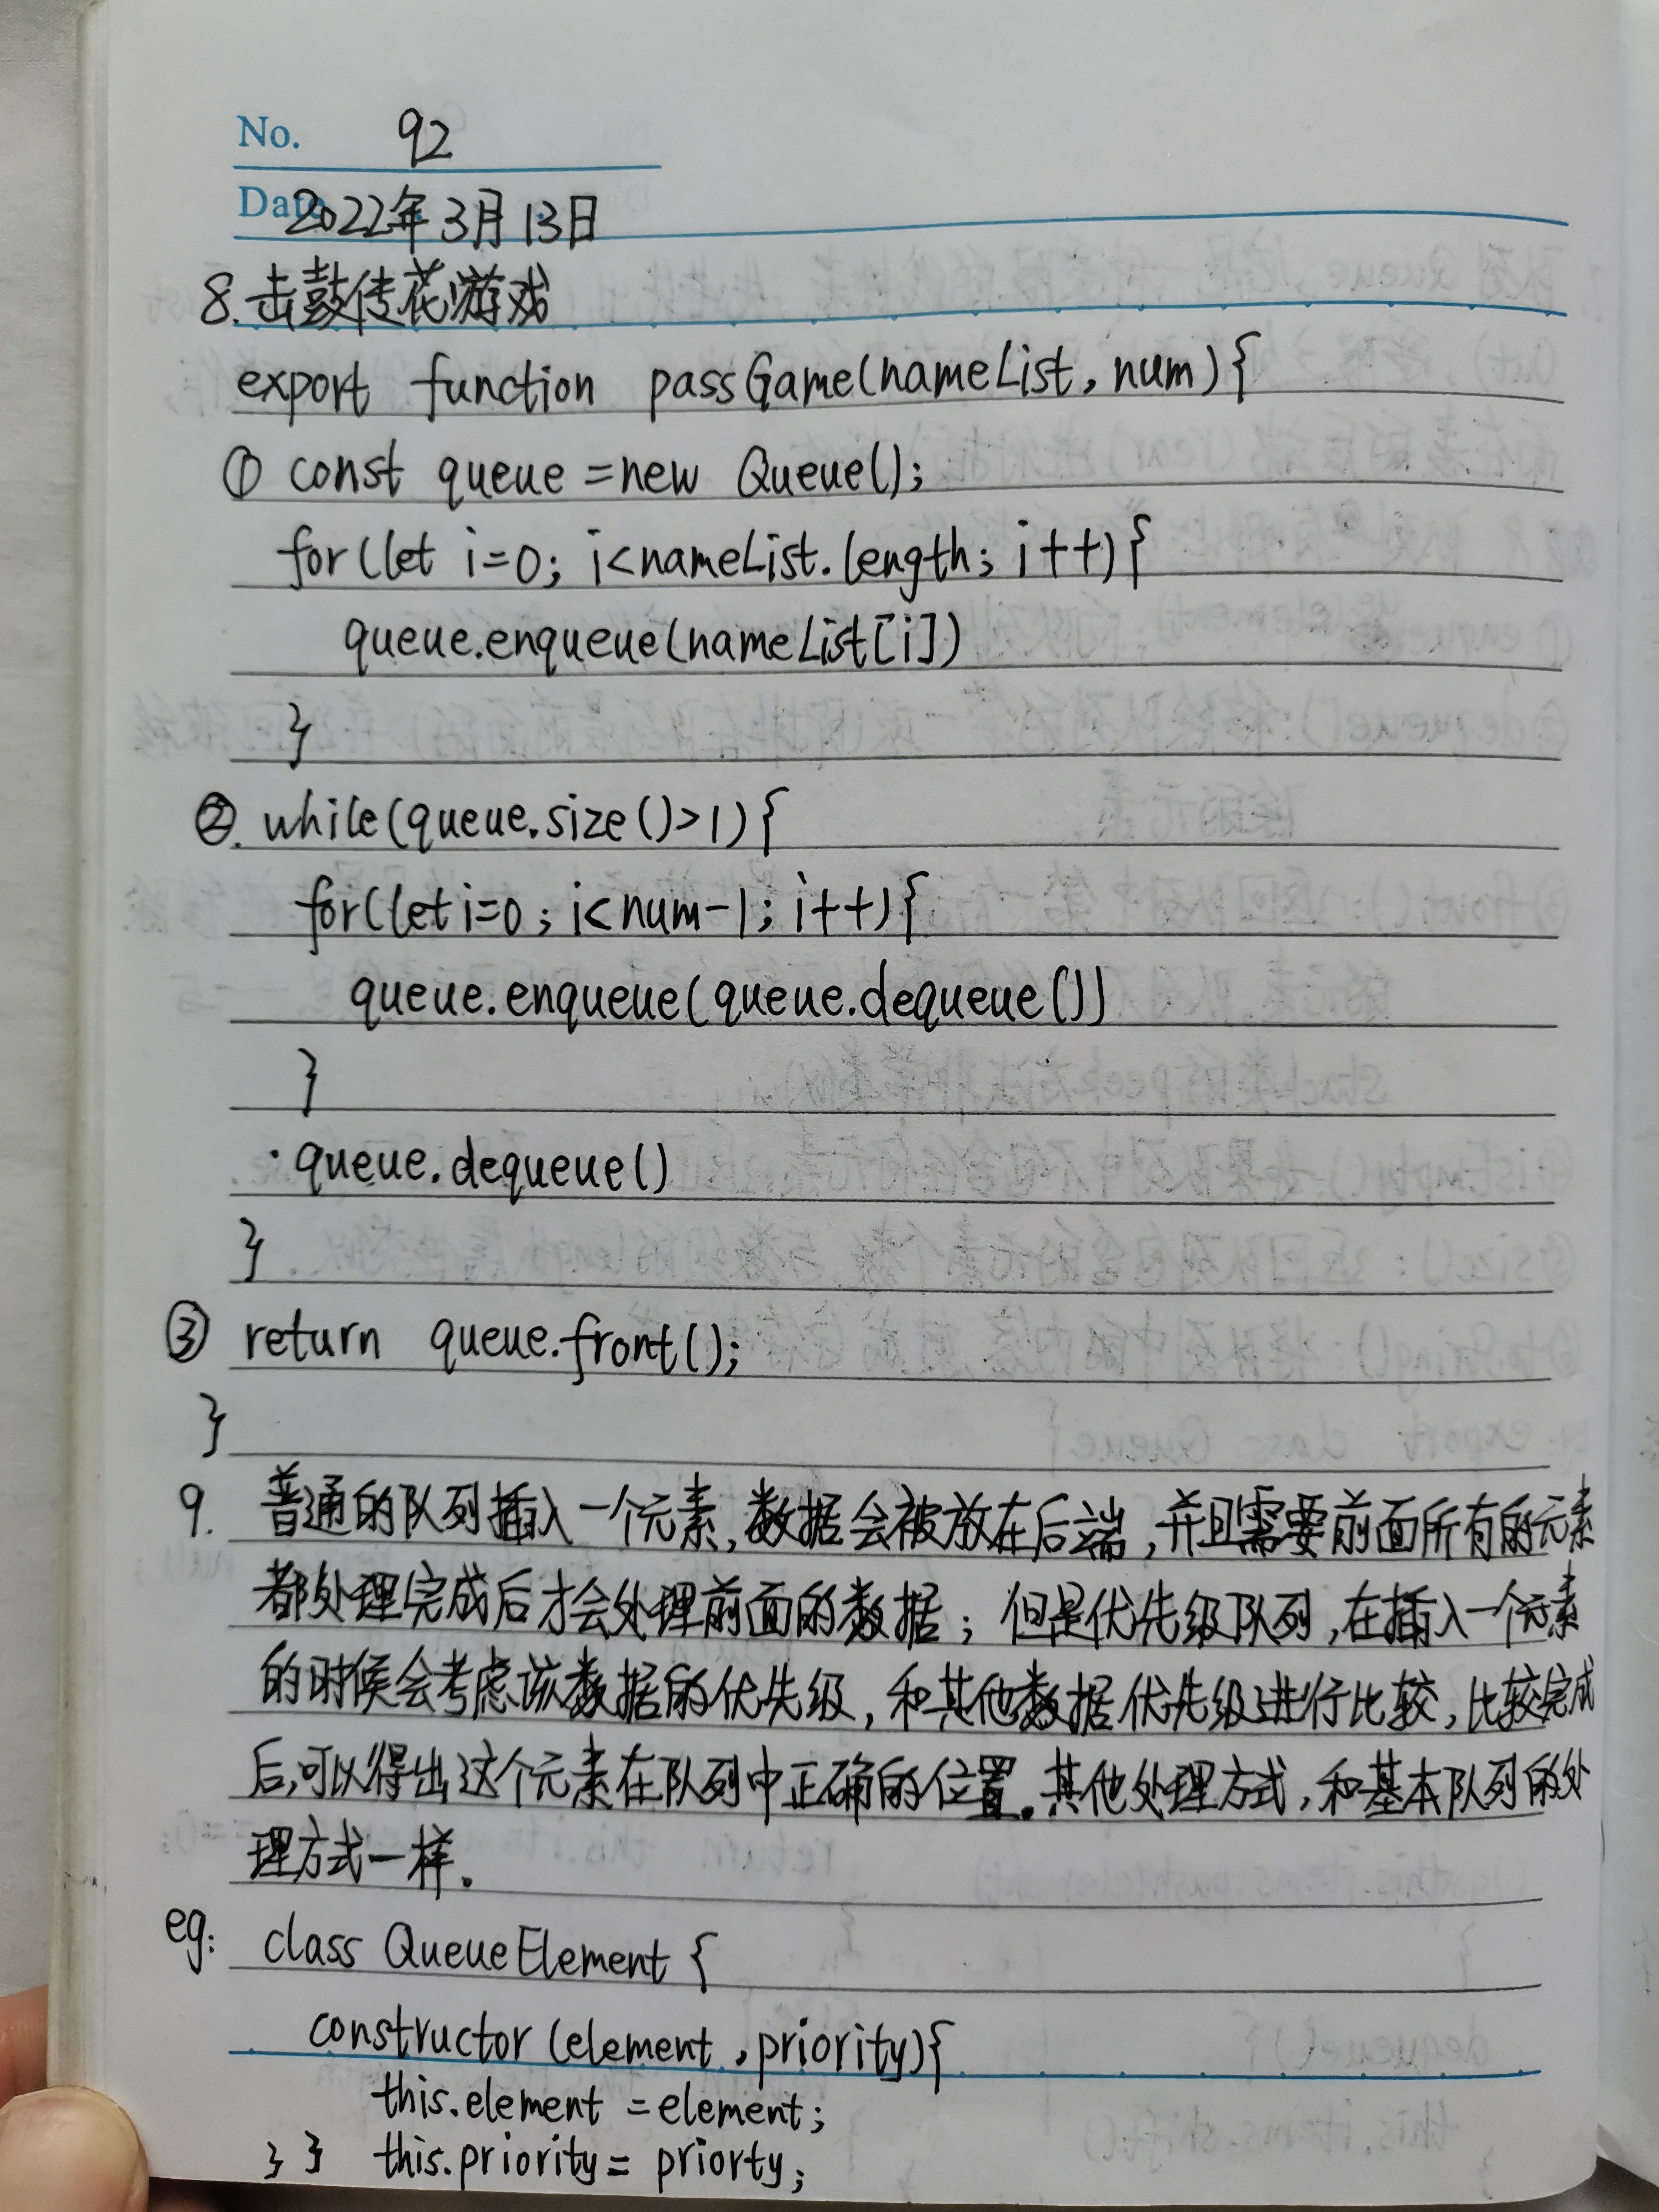 No. 92
Date 2022年3月13日
8.击鼓传花游戏
export function passGame(nameList, num){
① const queue = new Queue();
for(let i=0; i<nameList.length; i++){
queue.enqueue(nameList[i])
}
②. while(queue.size()>1){
for(let i=0; i<num-1; i++){
queue.enqueue(queue.dequeue())
}
queue.dequeue()
}
③ return queue.front();
}
9. 普通的队列插入一个元素,数据会被放在后端,并且需要前面所有的元素
都处理完成后才会处理前面的数据;但是优先级队列,在插入一个元素
的时候会考虑该数据的优先级,和其他数据优先级进行比较,比较完成
后,可以得出这个元素在队列中正确的位置。其他处理方式,和基本队列的处
理方式一样。
eg: class QueueElement {
constructor (element, priority){
this.element = element;
} } this.priority = priorty;